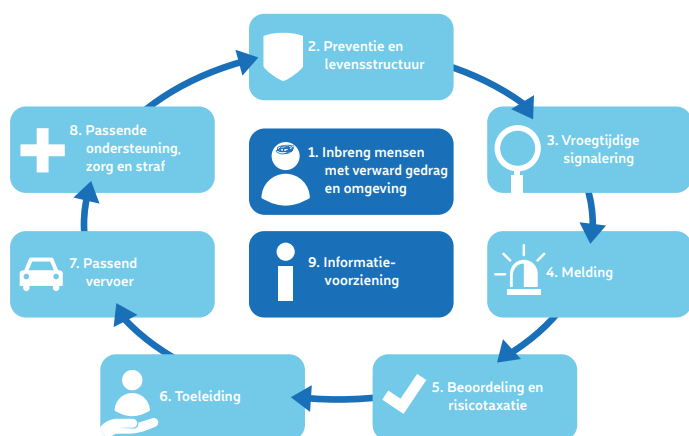 2. Preventie en
levensstructuur
8. Passende
ondersteuning,
zorg en straf
1. Inbreng mensen
met verward gedrag
en omgeving
3. Vroegtijdige
signalering
7. Passend
vervoer
9. Informatie-
voorziening
4. Melding
6. Toeleiding
5. Beoordeling en
risicotaxatie